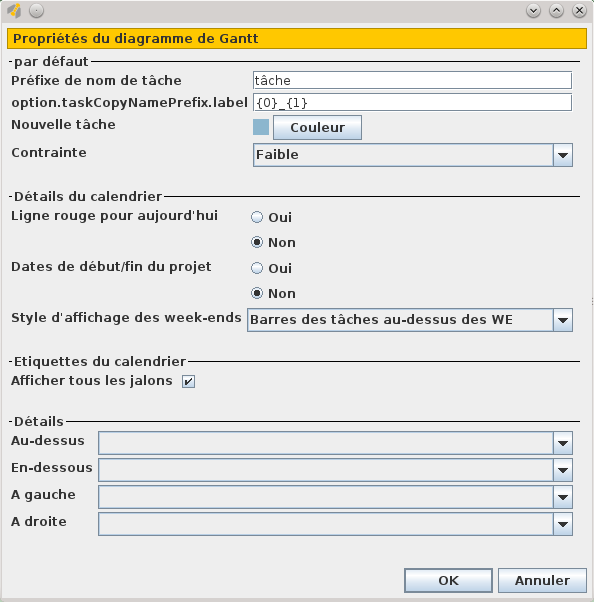 Propriétés du diagramme de Gantt
par défaut
Préfixe de nom de tâche tâche
option.taskCopyNamePrefix.label {0}_{1}
Nouvelle tâche Couleur
Contrainte Faible
Détails du calendrier
Ligne rouge pour aujourd'hui Oui
Non
Dates de début/fin du projet Oui
Non
Style d'affichage des week-ends Barres des tâches au-dessus des WE
Etiquettes du calendrier
Afficher tous les jalons
Détails
Au-dessus
En-dessous
A gauche
A droite
OK Annuler